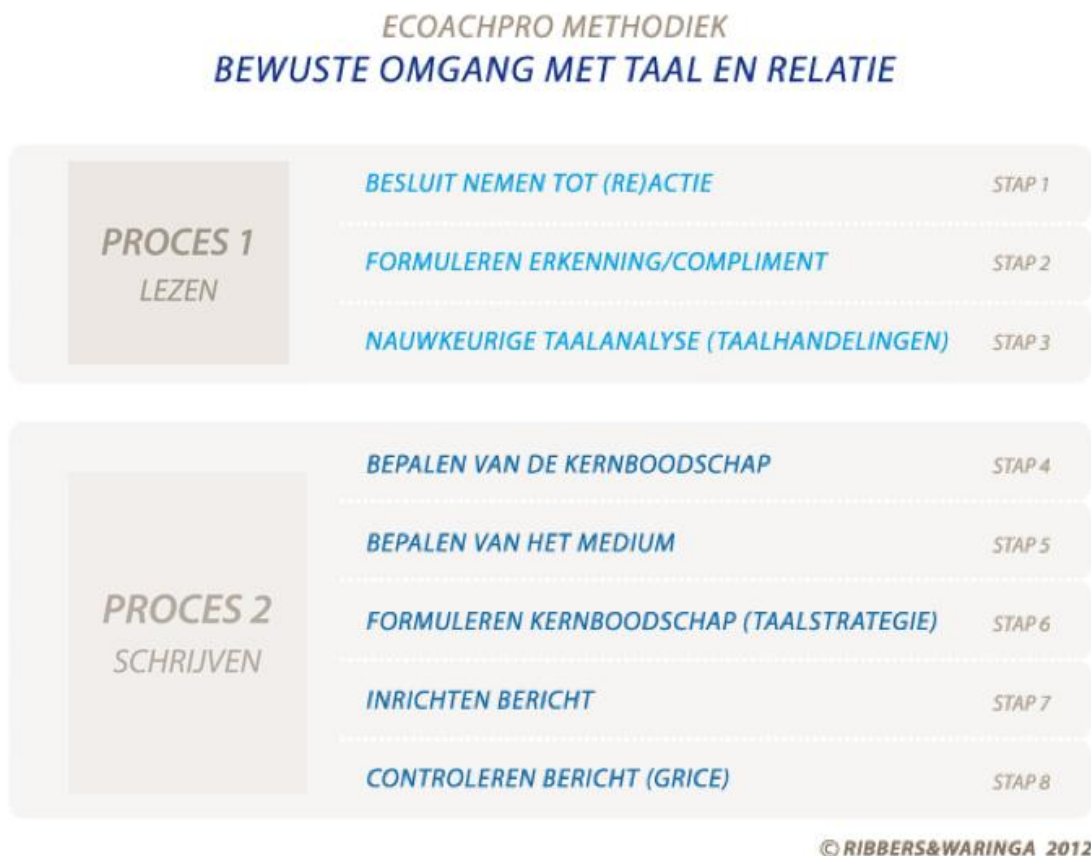 ECOACHPRO METHODIEK
BEWUSTE OMGANG MET TAAL EN RELATIE
PROCES 1
LEZEN
BESLUIT NEMEN TOT (RE)ACTIE STAP 1
FORMULEREN ERKENNING/COMPLIMENT STAP 2
NAUWKEURIGE TAALANALYSE (TAALHANDELINGEN) STAP 3
PROCES 2
SCHRIJVEN
BEPALEN VAN DE KERNBOODSCHAP STAP 4
BEPALEN VAN HET MEDIUM STAP 5
FORMULEREN KERNBOODSCHAP (TAALSTRATEGIE) STAP 6
INRICHTEN BERICHT STAP 7
CONTROLEREN BERICHT (GRICE) STAP 8
© RIBBERS&WARINGA 2012